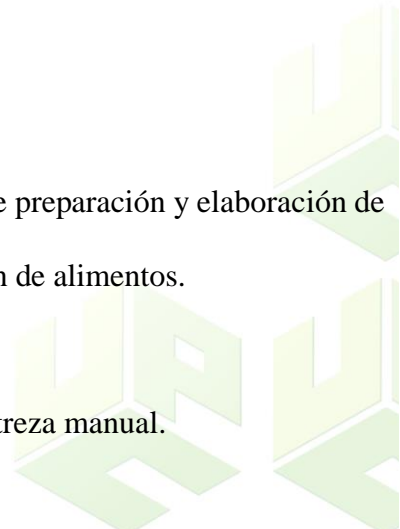 e preparación y elaboración de
n de alimentos.
treza manual.